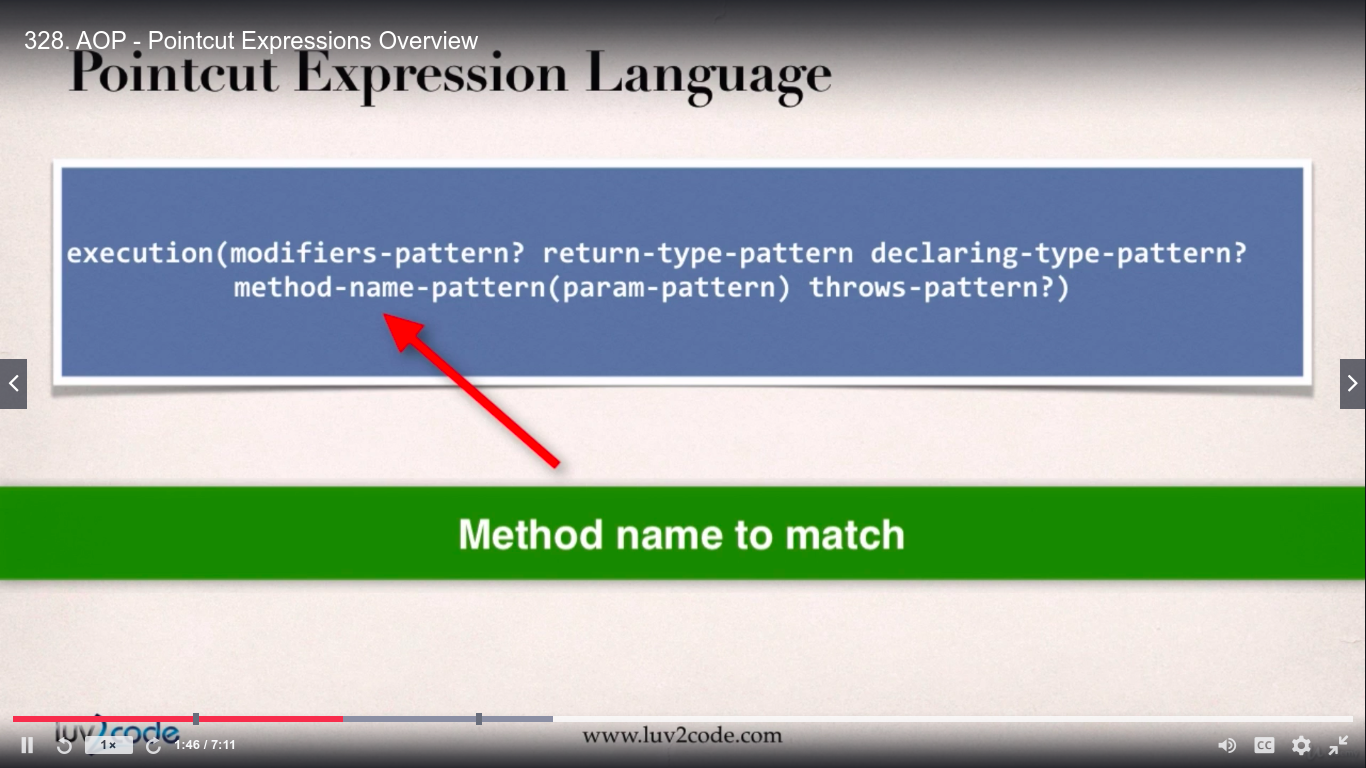 328. AOP - Pointcut Expressions Overview
Pointcut Expression Language
execution(modifiers-pattern? return-type-pattern declaring-type-pattern?
method-name-pattern(param-pattern) throws-pattern?)
Method name to match
luv2code
www.luv2code.com
1×
1:46 / 7:11
CC